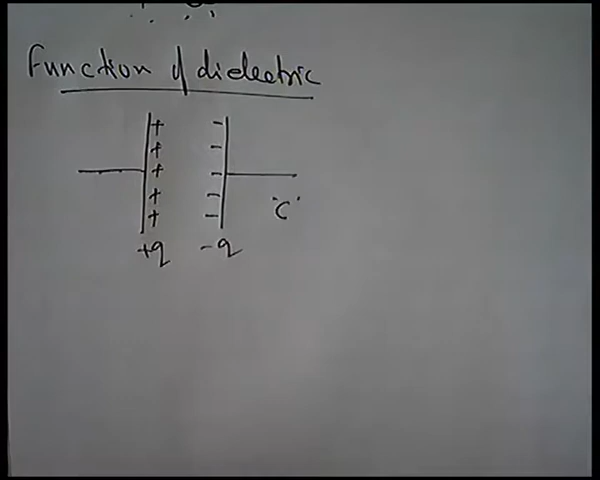 Function of dielectric
+ -
+ -
+ -
+ -
+ -
"C"
+q -q